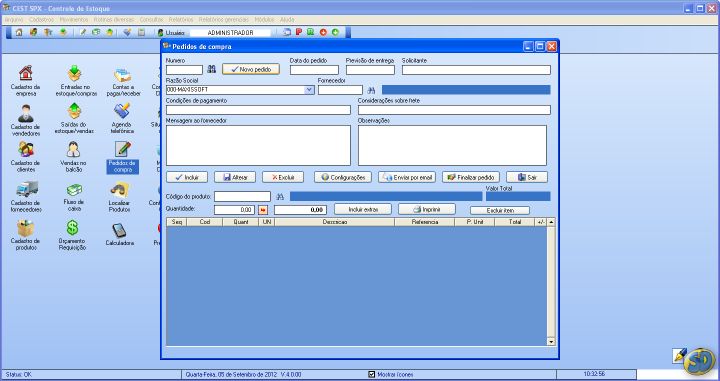 CEST SPX - Controle de Estoque
Arquivo Cadastros Movimentos Rotinas diversas Consultas Relatórios Relatórios gerenciais Módulos Ajuda
Usuário: ADMINISTRADOR
Pedidos de compra
Numero Data do pedido Previsão de entrega Solicitante
Novo pedido
Razão Social Fornecedor
000-MAXISSOFT
Condições de pagamento Considerações sobre frete
Mensagem ao fornecedor Observações
Incluir Alterar Excluir Configurações Enviar por email Finalizar pedido Sair
Valor Total
Código do produto:
Quantidade: 0,00 0,00 Incluir extras Imprimir Excluir item
Seq Cod Quant UN Descricao Referencia P. Unit Total +/-
Cadastro da empresa
Entradas no estoque/compras
Contas a pagar/receber
Cadastro de vendedores
Saídas do estoque/vendas
Agenda telefônica
Cadastro de clientes
Vendas no balcão
Pedidos de compra
Cadastro de fornecedores
Fluxo de caixa
Localizar Produtos
Cadastro de produtos
Orçamento Requisição
Calculadora
Status: OK Quarta-Feira, 05 de Setembro de 2012 V.4.0.00 Mostrar ícones 10:32:56